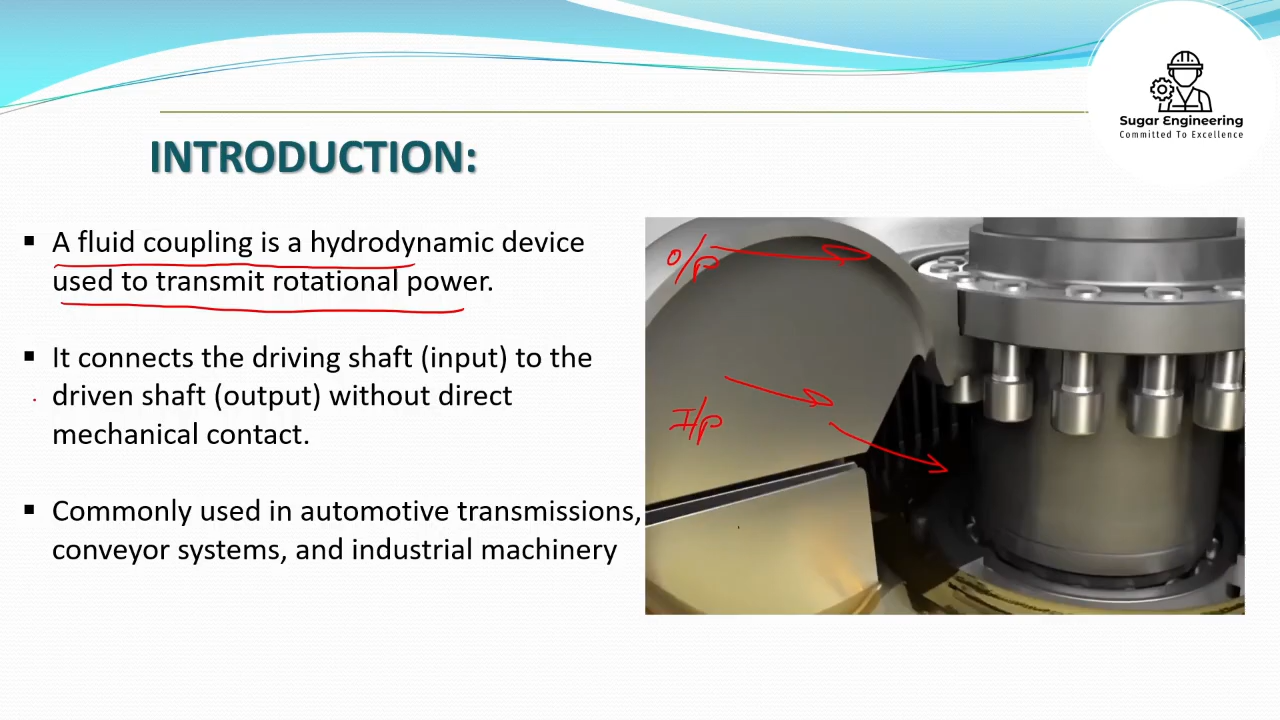 Sugar Engineering
Committed To Excellence
INTRODUCTION:
▪ A fluid coupling is a hydrodynamic device
used to transmit rotational power.
▪ It connects the driving shaft (input) to the
driven shaft (output) without direct
mechanical contact.
▪ Commonly used in automotive transmissions,
conveyor systems, and industrial machinery
O/p
I/p